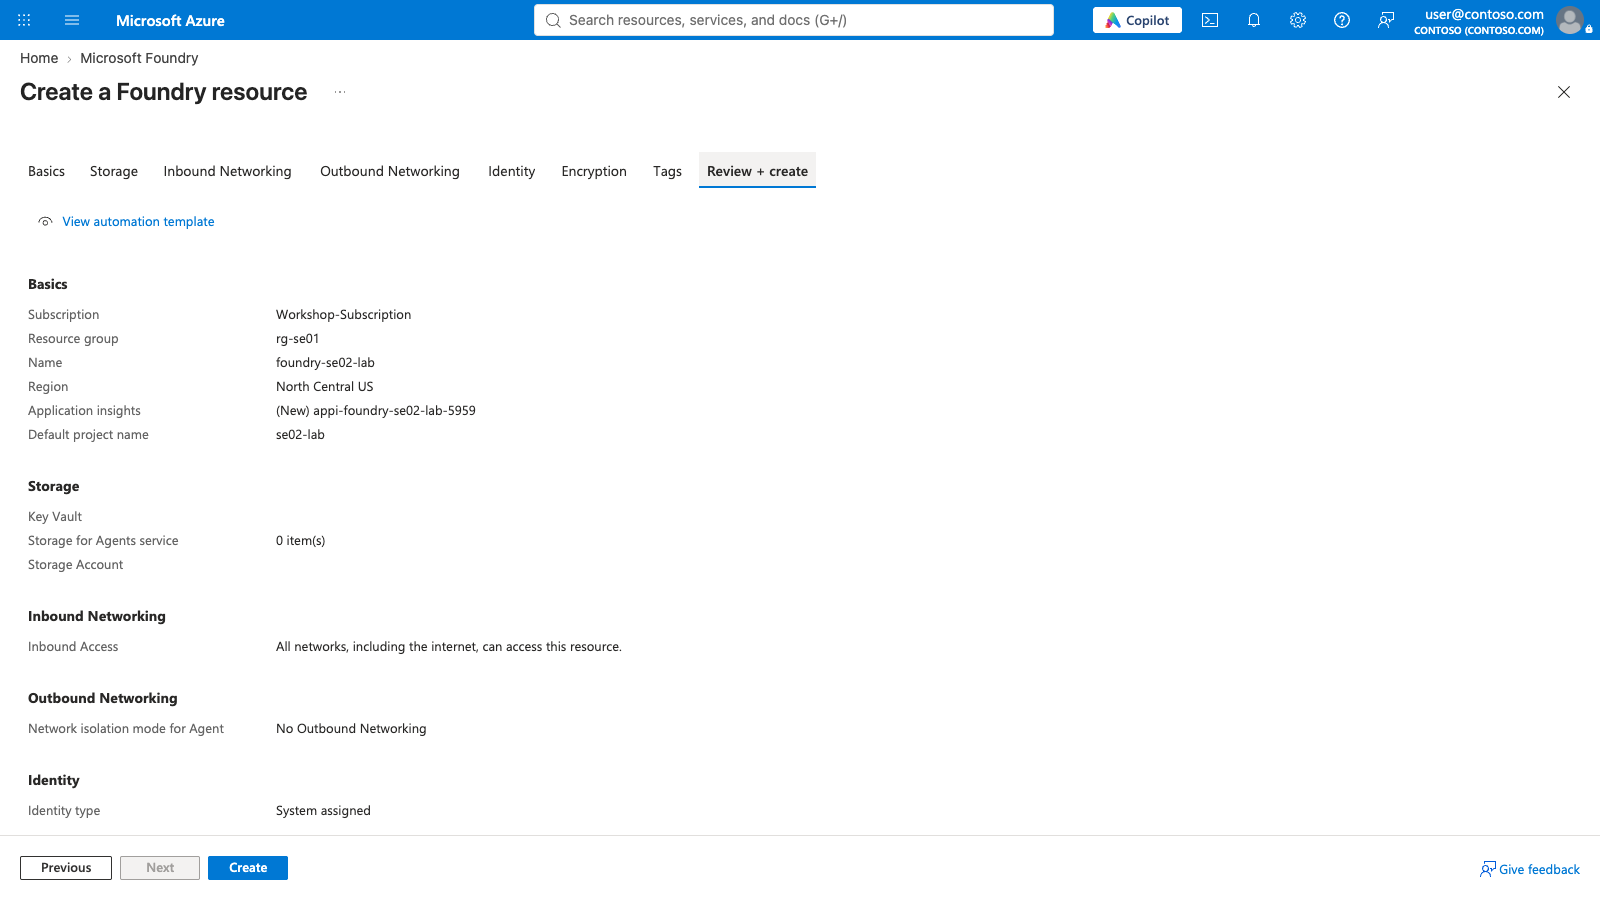 Microsoft Azure
Search resources, services, and docs (G+/)
Copilot
user@contoso.com
CONTOSO (CONTOSO.COM)
Home > Microsoft Foundry
Create a Foundry resource
Basics
Storage
Inbound Networking
Outbound Networking
Identity
Encryption
Tags
Review + create
View automation template
Basics
Subscription Workshop-Subscription
Resource group rg-se01
Name foundry-se02-lab
Region North Central US
Application insights (New) appi-foundry-se02-lab-5959
Default project name se02-lab
Storage
Key Vault
Storage for Agents service 0 item(s)
Storage Account
Inbound Networking
Inbound Access All networks, including the internet, can access this resource.
Outbound Networking
Network isolation mode for Agent No Outbound Networking
Identity
Identity type System assigned
Previous
Next
Create
Give feedback